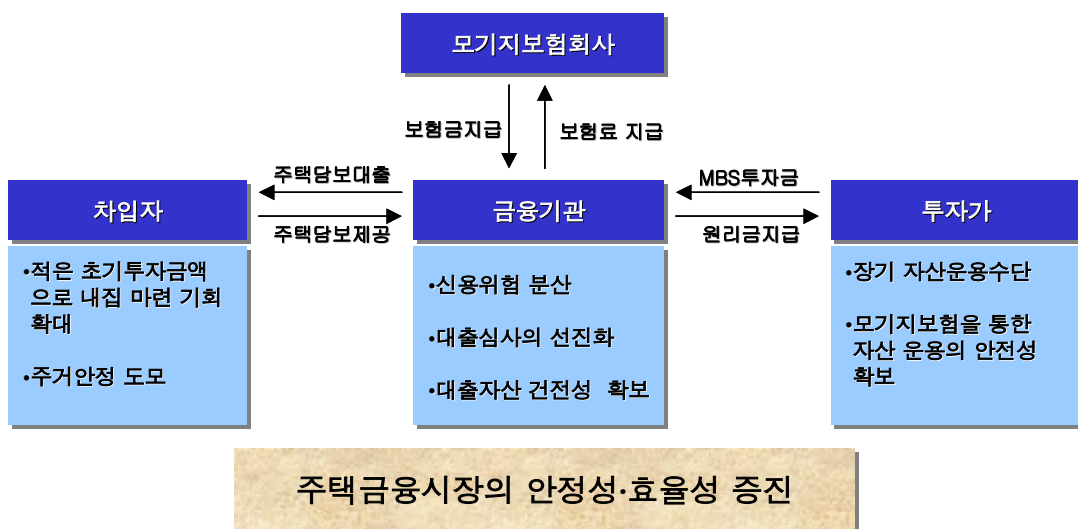 모기지보험회사
보험금지급
보험료 지급
주택담보대출
MBS투자금
차입자
금융기관
투자가
주택담보제공
원리금지급
•적은 초기투자금액
으로 내집 마련 기회
확대
•주거안정 도모
•신용위험 분산
•대출심사의 선진화
•대출자산 건전성 확보
•장기 자산운용수단
•모기지보험을 통한
자산 운용의 안전성
확보
주택금융시장의 안정성·효율성 증진